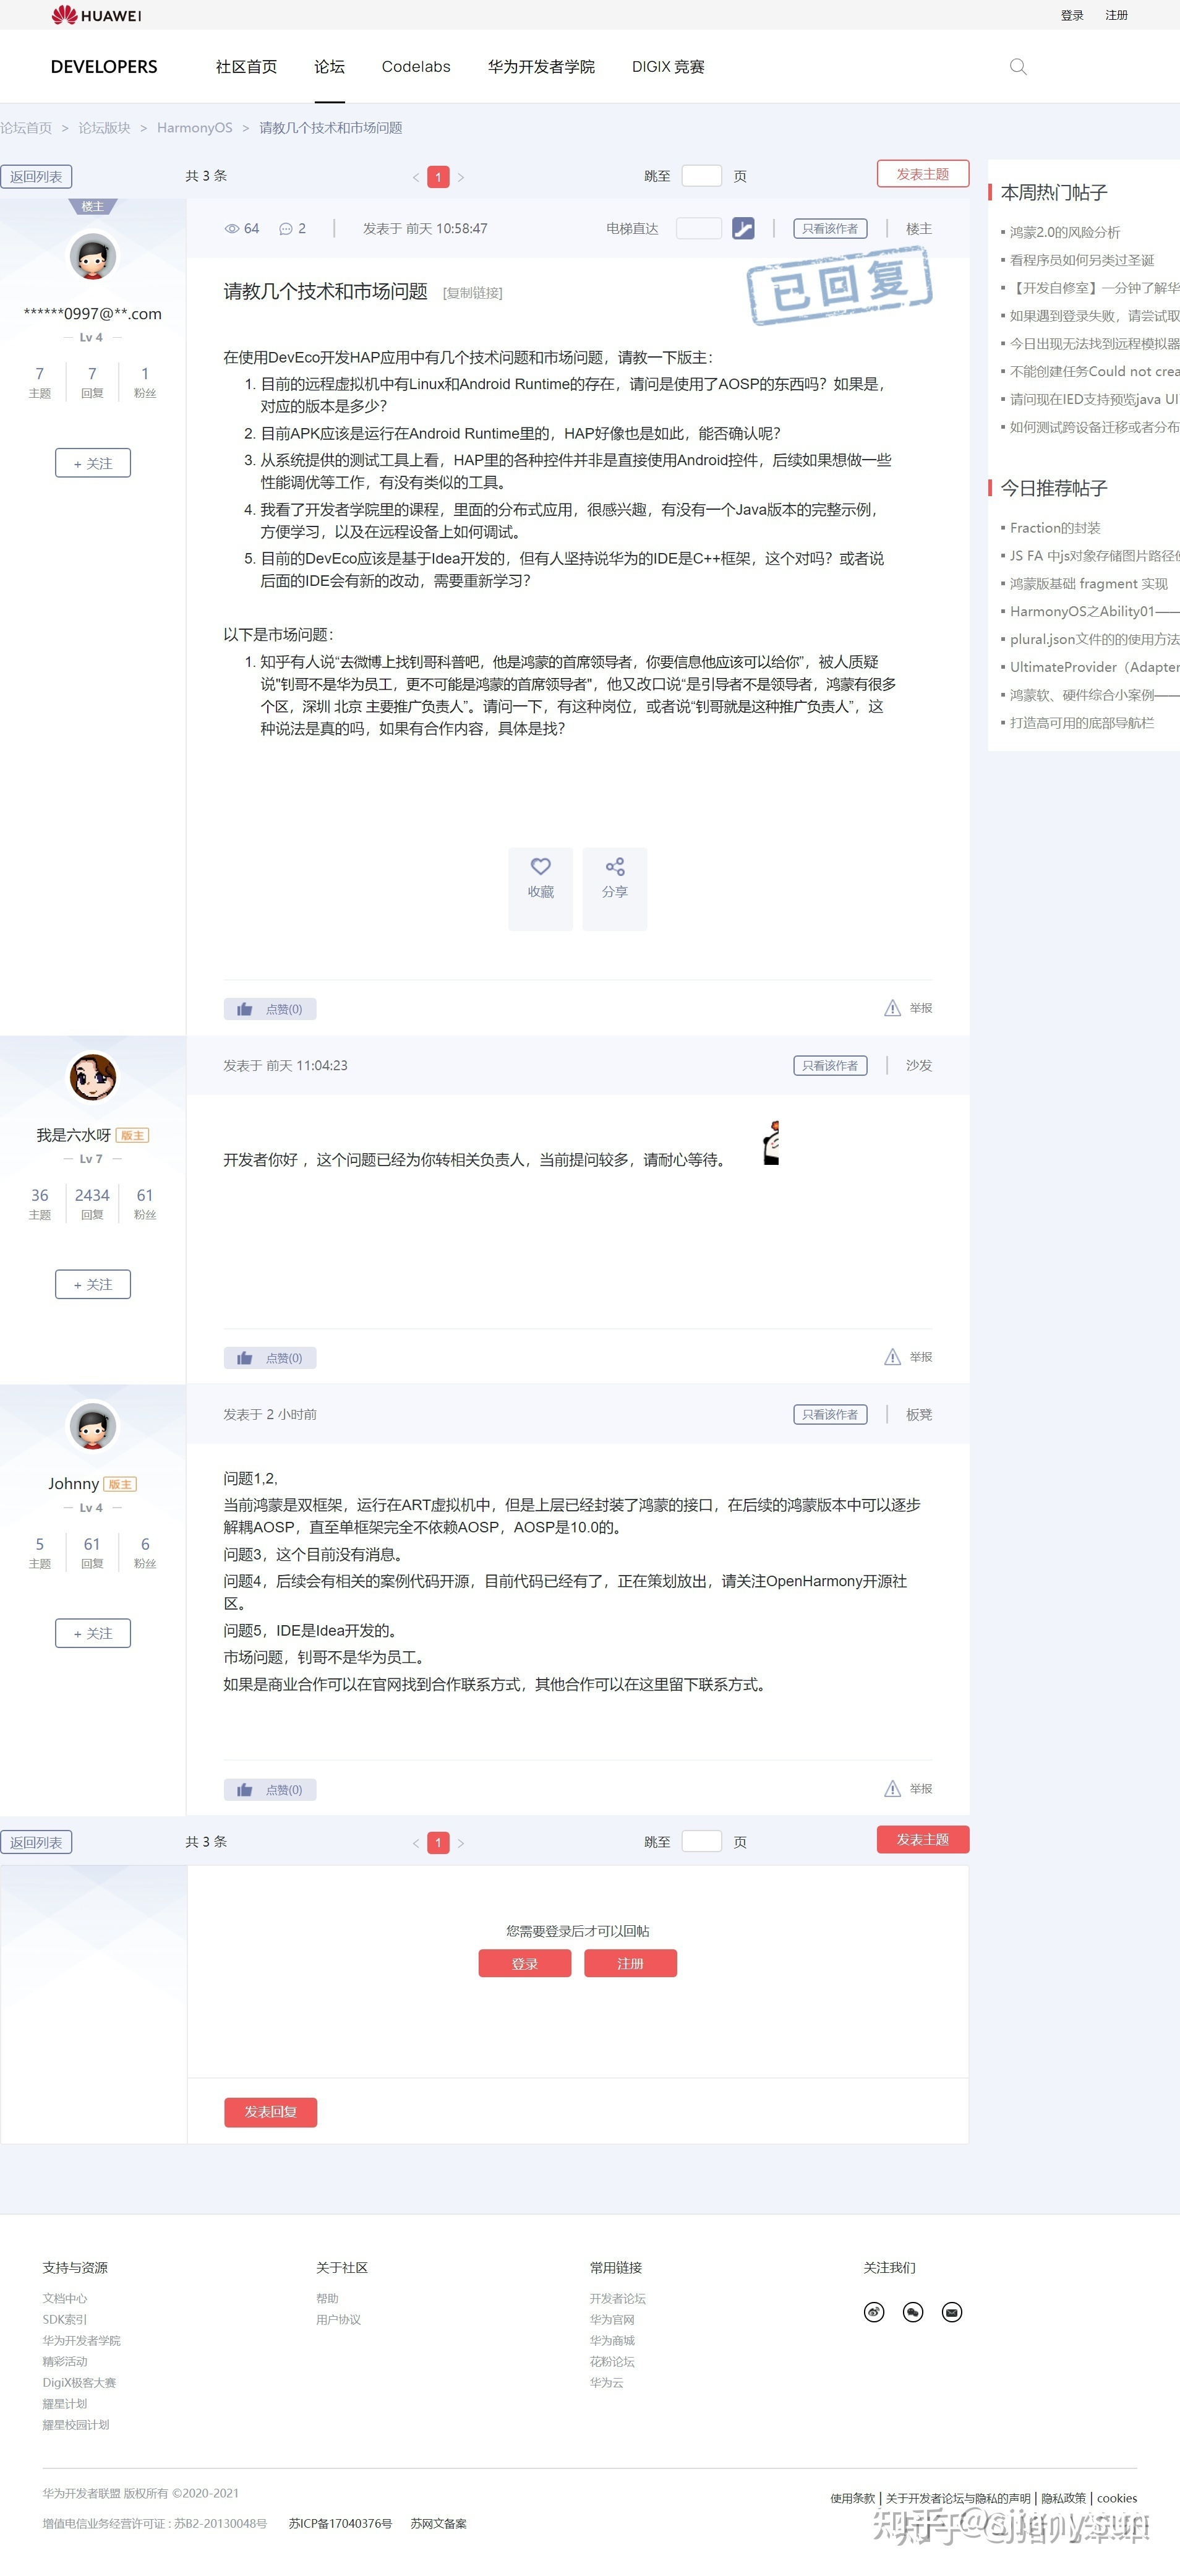 HUAWEI
登录 注册
DEVELOPERS 社区首页 论坛 Codelabs 华为开发者学院 DIGIX 竞赛
论坛首页 > 论坛版块 > HarmonyOS > 请教几个技术和市场问题
返回列表 共 3 条 < 1 > 跳至 页 发表主题
楼主
******0997@**.com
Lv 4
7 7 1
主题 回复 粉丝
+ 关注
64 2 发表于 前天 10:58:47 电梯直达 只看该作者 楼主
已回复
请教几个技术和市场问题 [复制链接]
在使用DevEco开发HAP应用中有几个技术问题和市场问题，请教一下版主：
1. 目前的远程虚拟机中有Linux和Android Runtime的存在，请问是使用了AOSP的东西吗？如果是，
对应的版本是多少？
2. 目前APK应该是运行在Android Runtime里的，HAP好像也是如此，能否确认呢？
3. 从系统提供的测试工具上看，HAP里的各种控件并非是直接使用Android控件，后续如果想做一些
性能调优等工作，有没有类似的工具。
4. 我看了开发者学院里的课程，里面的分布式应用，很感兴趣，有没有一个Java版本的完整示例，
方便学习，以及在远程设备上如何调试。
5. 目前的DevEco应该是基于Idea开发的，但有人坚持说华为的IDE是C++框架，这个对吗？或者说
后面的IDE会有新的改动，需要重新学习？
以下是市场问题：
1. 知乎有人说“去微博上找钊哥科普吧，他是鸿蒙的首席领导者，你要信息他应该可以给你”，被人质疑
说"钊哥不是华为员工，更不可能是鸿蒙的首席领导者"，他又改口说“是引导者不是领导者，鸿蒙有很多
个区，深圳 北京 主要推广负责人”。请问一下，有这种岗位，或者说“钊哥就是这种推广负责人”，这
种说法是真的吗，如果有合作内容，具体是找？
收藏 分享
点赞(0) 举报
我是六水呀 版主
Lv 7
36 2434 61
主题 回复 粉丝
+ 关注
发表于 前天 11:04:23 只看该作者 沙发
开发者你好 ，这个问题已经为你转相关负责人，当前提问较多，请耐心等待。
点赞(0) 举报
Johnny 版主
Lv 4
5 61 6
主题 回复 粉丝
+ 关注
发表于 2 小时前 只看该作者 板凳
问题1,2,
当前鸿蒙是双框架，运行在ART虚拟机中，但是上层已经封装了鸿蒙的接口，在后续的鸿蒙版本中可以逐步
解耦AOSP，直至单框架完全不依赖AOSP，AOSP是10.0的。
问题3，这个目前没有消息。
问题4，后续会有相关的案例代码开源，目前代码已经有了，正在策划放出，请关注OpenHarmony开源社
区。
问题5，IDE是Idea开发的。
市场问题，钊哥不是华为员工。
如果是商业合作可以在官网找到合作联系方式，其他合作可以在这里留下联系方式。
点赞(0) 举报
返回列表 共 3 条 < 1 > 跳至 页 发表主题
您需要登录后才可以回帖
登录 注册
发表回复
本周热门帖子
鸿蒙2.0的风险分析
看程序员如何另类过圣诞
【开发自修室】一分钟了解华
如果遇到登录失败，请尝试取
今日出现无法找到远程模拟器
不能创建任务Could not crea
请问现在IED支持预览java UI
如何测试跨设备迁移或者分布
今日推荐帖子
Fraction的封装
JS FA 中js对象存储图片路径
鸿蒙版基础 fragment 实现
HarmonyOS之Ability01——
plural.json文件的的使用方法
UltimateProvider（Adapter
鸿蒙软、硬件综合小案例——
打造高可用的底部导航栏
支持与资源
文档中心
SDK索引
华为开发者学院
精彩活动
DigiX极客大赛
耀星计划
耀星校园计划
关于社区
帮助
用户协议
常用链接
开发者论坛
华为官网
华为商城
花粉论坛
华为云
关注我们
华为开发者联盟 版权所有 ©2020-2021
使用条款 | 关于开发者论坛与隐私的声明 | 隐私政策 | cookies
增值电信业务经营许可证 : 苏B2-20130048号 苏ICP备17040376号 苏网文备案
知乎 @sjinnysun